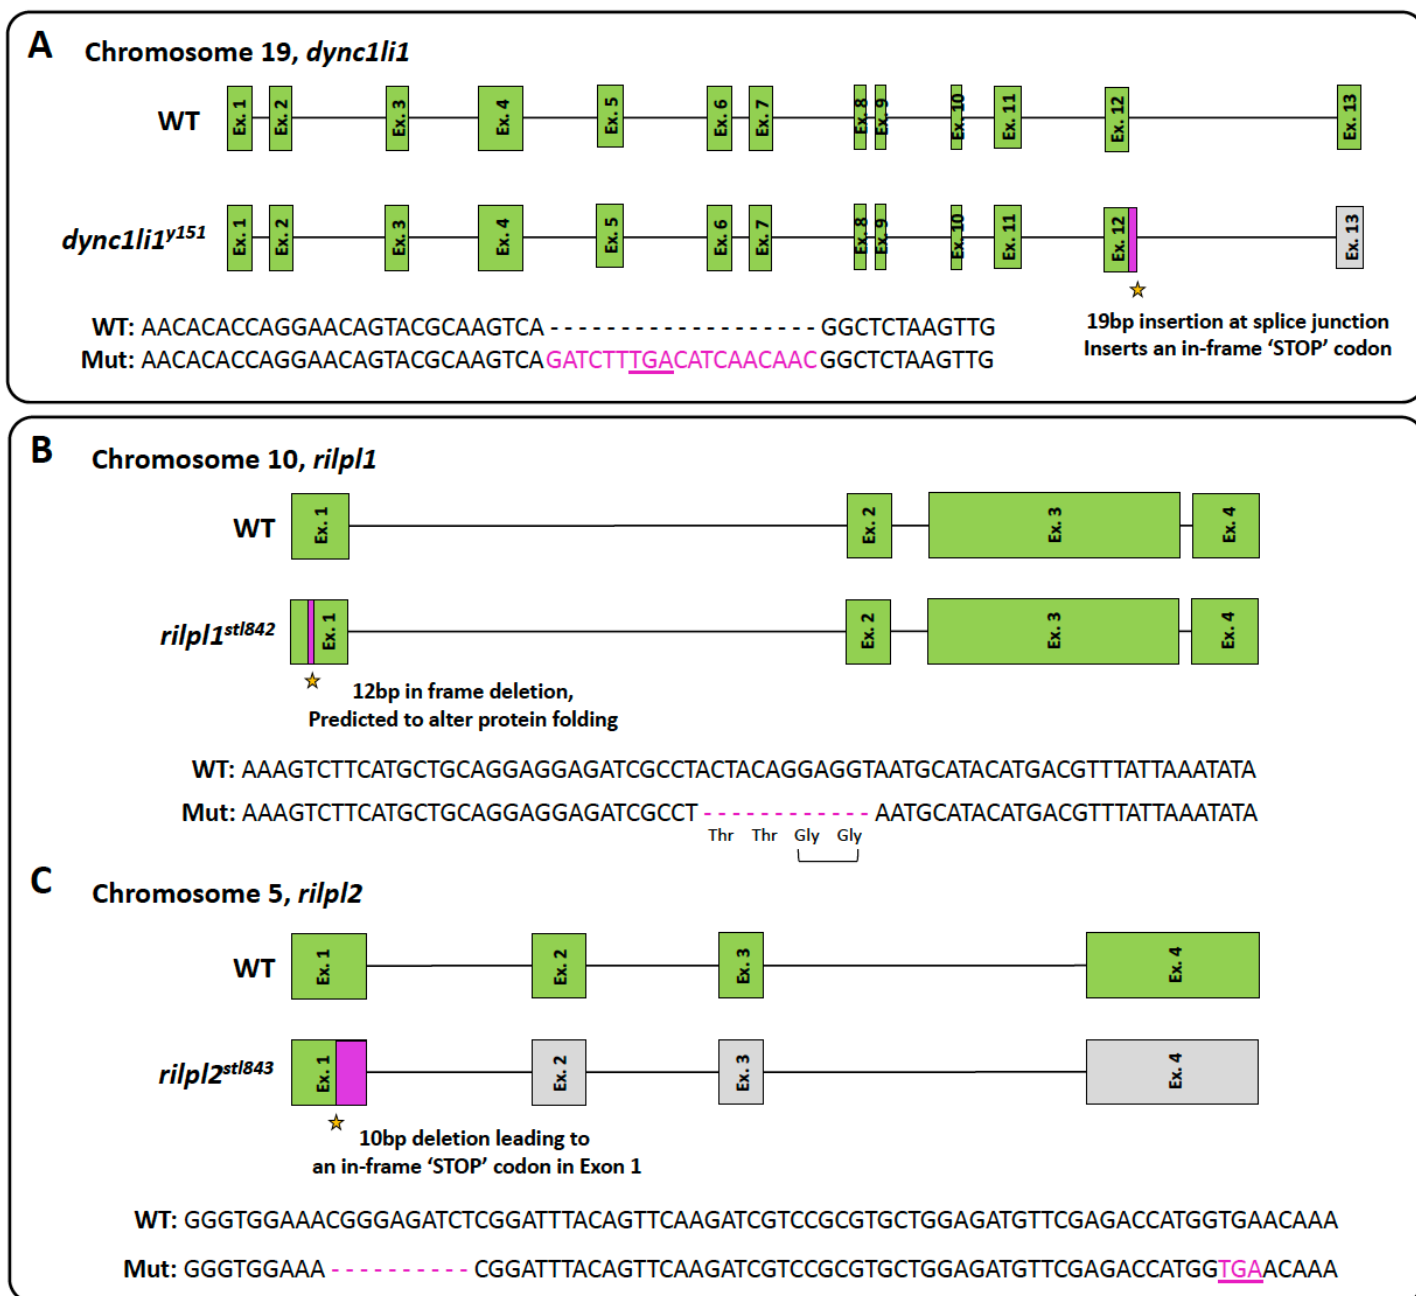 A Chromosome 19, dync1li1
WT Ex. 1 Ex. 2 Ex. 3 Ex. 4 Ex. 5 Ex. 6 Ex. 7 Ex. 8 Ex. 9 Ex. 10 Ex. 11 Ex. 12 Ex. 13
dync1li1y151 Ex. 1 Ex. 2 Ex. 3 Ex. 4 Ex. 5 Ex. 6 Ex. 7 Ex. 8 Ex. 9 Ex. 10 Ex. 11 Ex. 12 Ex. 13
WT: AACACACCAGGAACAGTACGCAAGTCA - - - - - - - - - - - - - - - - - - - GGCTCTAAGTTG
Mut: AACACACCAGGAACAGTACGCAAGTCAGATCTTTGACATCAACAACGGCTCTAAGTTG
19bp insertion at splice junction
Inserts an in-frame ‘STOP’ codon
B Chromosome 10, rilpl1
WT Ex. 1 Ex. 2 Ex. 3 Ex. 4
rilpl1stl842 Ex. 1 Ex. 2 Ex. 3 Ex. 4
12bp in frame deletion,
Predicted to alter protein folding
WT: AAAGTCTTCATGCTGCAGGAGGAGATCGCCTACTACAGGAGGTAATGCATACATGACGTTTATTAAATATA
Mut: AAAGTCTTCATGCTGCAGGAGGAGATCGCCT - - - - - - - - - - - - AATGCATACATGACGTTTATTAAATATA
Thr Thr Gly Gly
C Chromosome 5, rilpl2
WT Ex. 1 Ex. 2 Ex. 3 Ex. 4
rilpl2stl843 Ex. 1 Ex. 2 Ex. 3 Ex. 4
10bp deletion leading to
an in-frame ‘STOP’ codon in Exon 1
WT: GGGTGGAAACGGGAGATCTCGGATTTACAGTTCAAGATCGTCCGCGTGCTGGAGATGTTCGAGACCATGGTGAACAAA
Mut: GGGTGGAAA - - - - - - - - - - CGGATTTACAGTTCAAGATCGTCCGCGTGCTGGAGATGTTCGAGACCATGGTGAACAAA